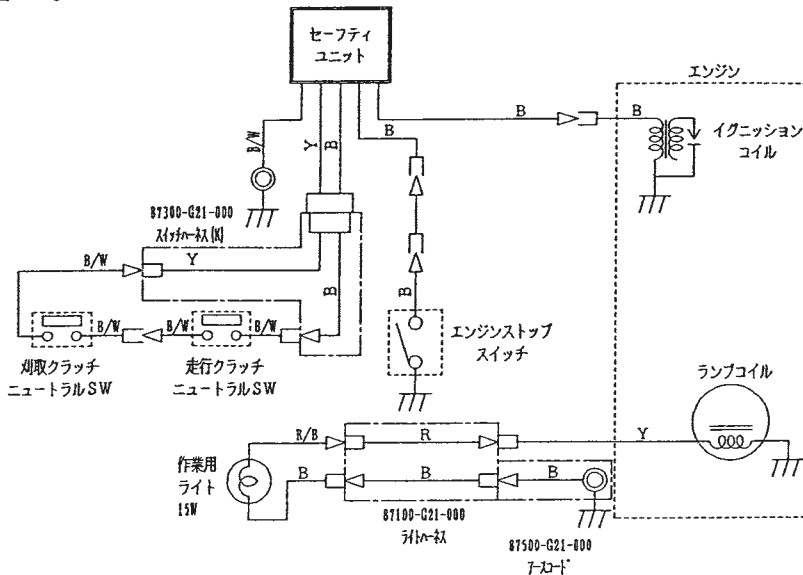 セーフティ
ユニット
エンジン
B
B
イグニッション
コイル
B/W
Y
B
B
87300-G21-000
スイッチハーネス(K)
B/W
Y
B
B
B/W
B/W
B/W
刈取クラッチ
ニュートラルSW
走行クラッチ
ニュートラルSW
エンジンストップ
スイッチ
ランプコイル
R/B
R
Y
作業用
ライト
15W
B
B
B
87100-G21-000
ライトハーネス
87500-G21-000
アースコード